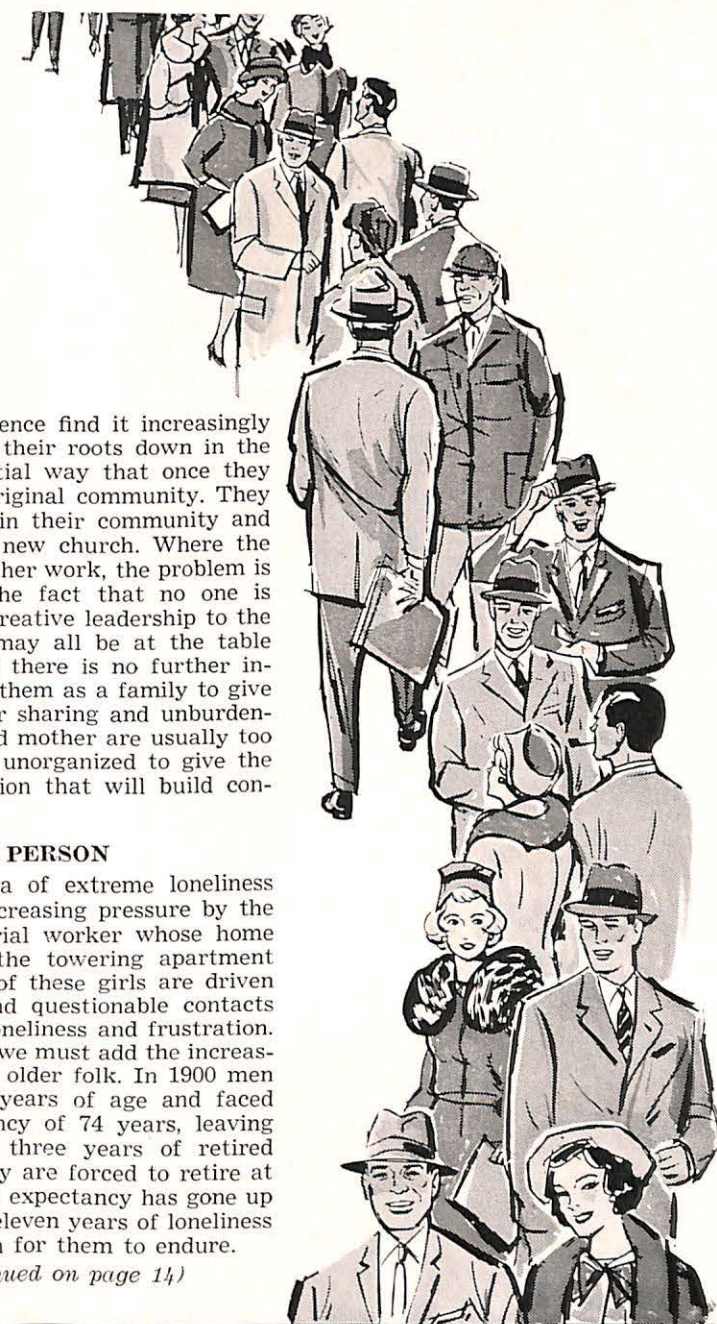 ence find it increasingly
their roots down in the
tial way that once they
riginal community. They
in their community and
new church. Where the
her work, the problem is
he fact that no one is
reative leadership to the
may all be at the table
there is no further in-
them as a family to give
r sharing and unburden-
d mother are usually too
unorganized to give the
ion that will build con-
PERSON
a of extreme loneliness
creasing pressure by the
rial worker whose home
the towering apartment
of these girls are driven
nd questionable contacts
oneliness and frustration.
we must add the increas-
older folk. In 1900 men
years of age and faced
ncy of 74 years, leaving
three years of retired
y are forced to retire at
expectancy has gone up
eleven years of loneliness
n for them to endure.
nued on page 14)